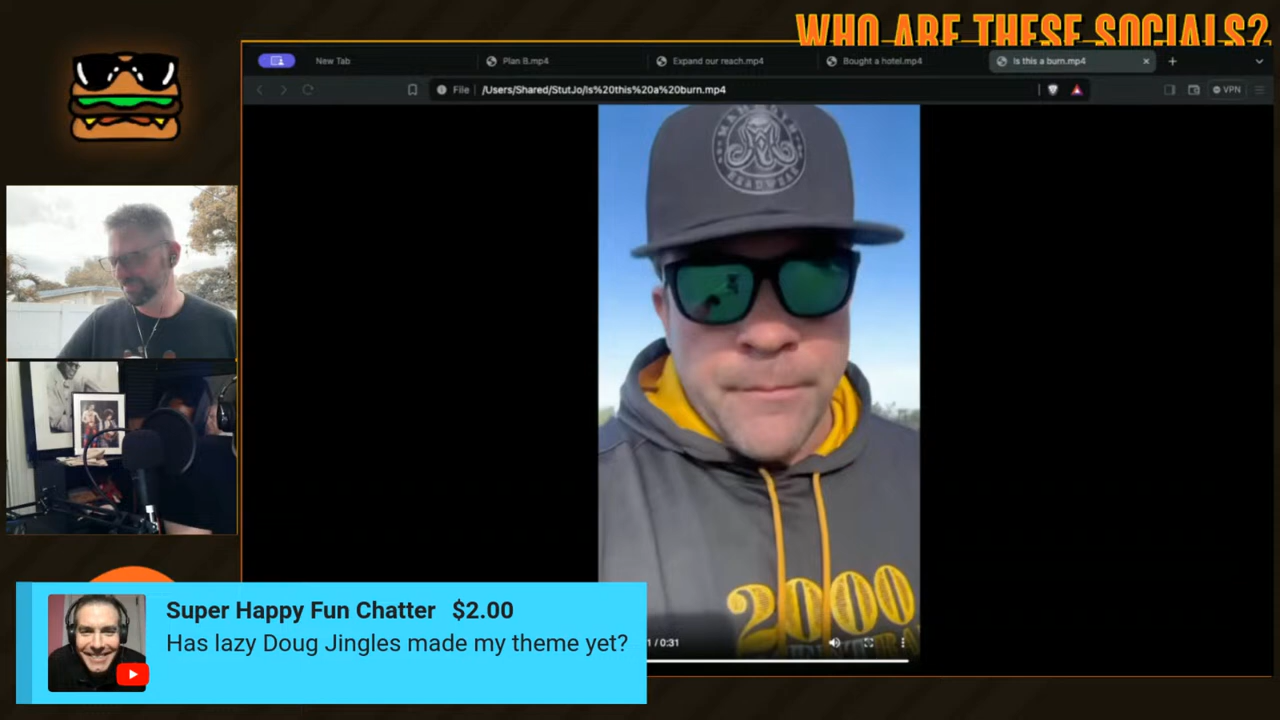 WHO ARE THESE SOCIALS?
New Tab
Plan B.mp4
Expand our reach.mp4
Bought a hotel.mp4
Is this a burn.mp4
File
/Users/Shared/StutJo/Is%20this%20a%20burn.mp4
VPN
2000
/ 0:31
Super Happy Fun Chatter $2.00
Has lazy Doug Jingles made my theme yet?